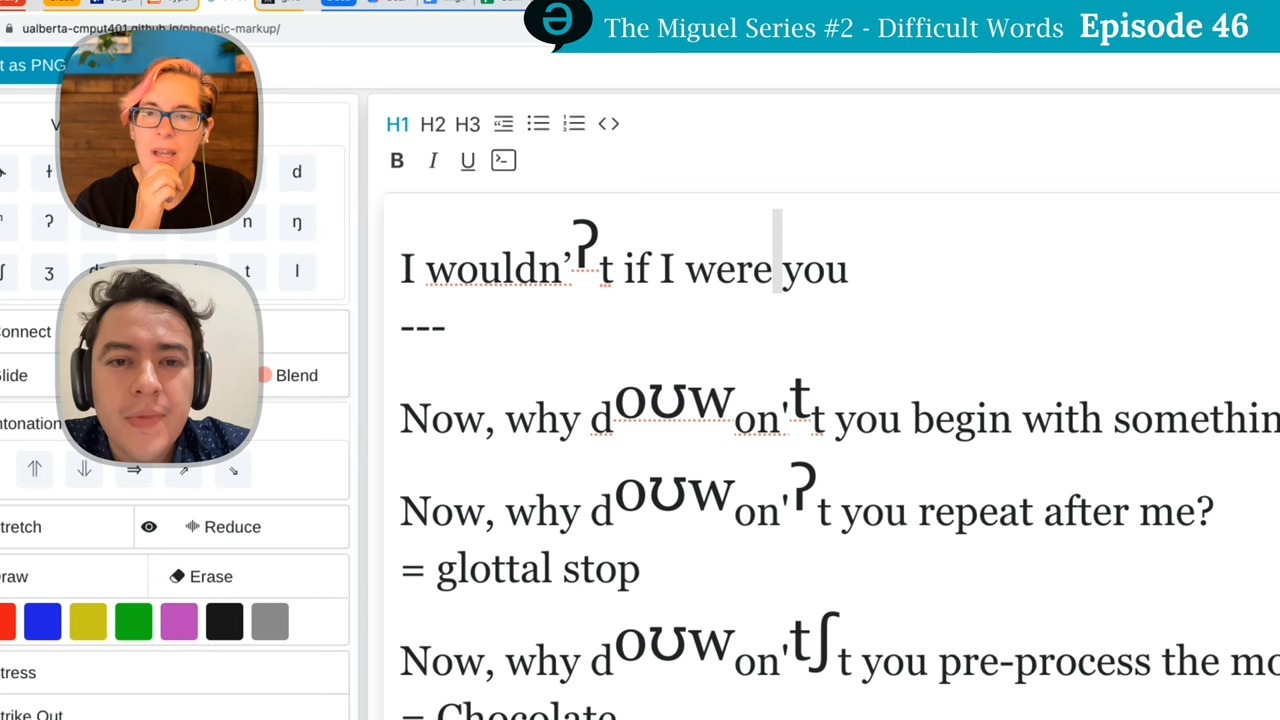 ualberta-cmput401.github.io/phonetic-markup/
ə The Miguel Series #2 - Difficult Words Episode 46
t as PNG
H1 H2 H3
B I U
ɫ d
ʔ n ŋ
ʃ ʒ t l
onnect
lide Blend
ntonation
⇑ ⇓ ⇒ ⇗ ⇘
tretch Reduce
raw Erase
tress
trike Out
I wouldn’ʔt if I were you
---
Now, why doʊwon'tt you begin with somethin
Now, why doʊwon'ʔt you repeat after me?
= glottal stop
Now, why doʊwon'tʃt you pre-process the mo
= Chocolate